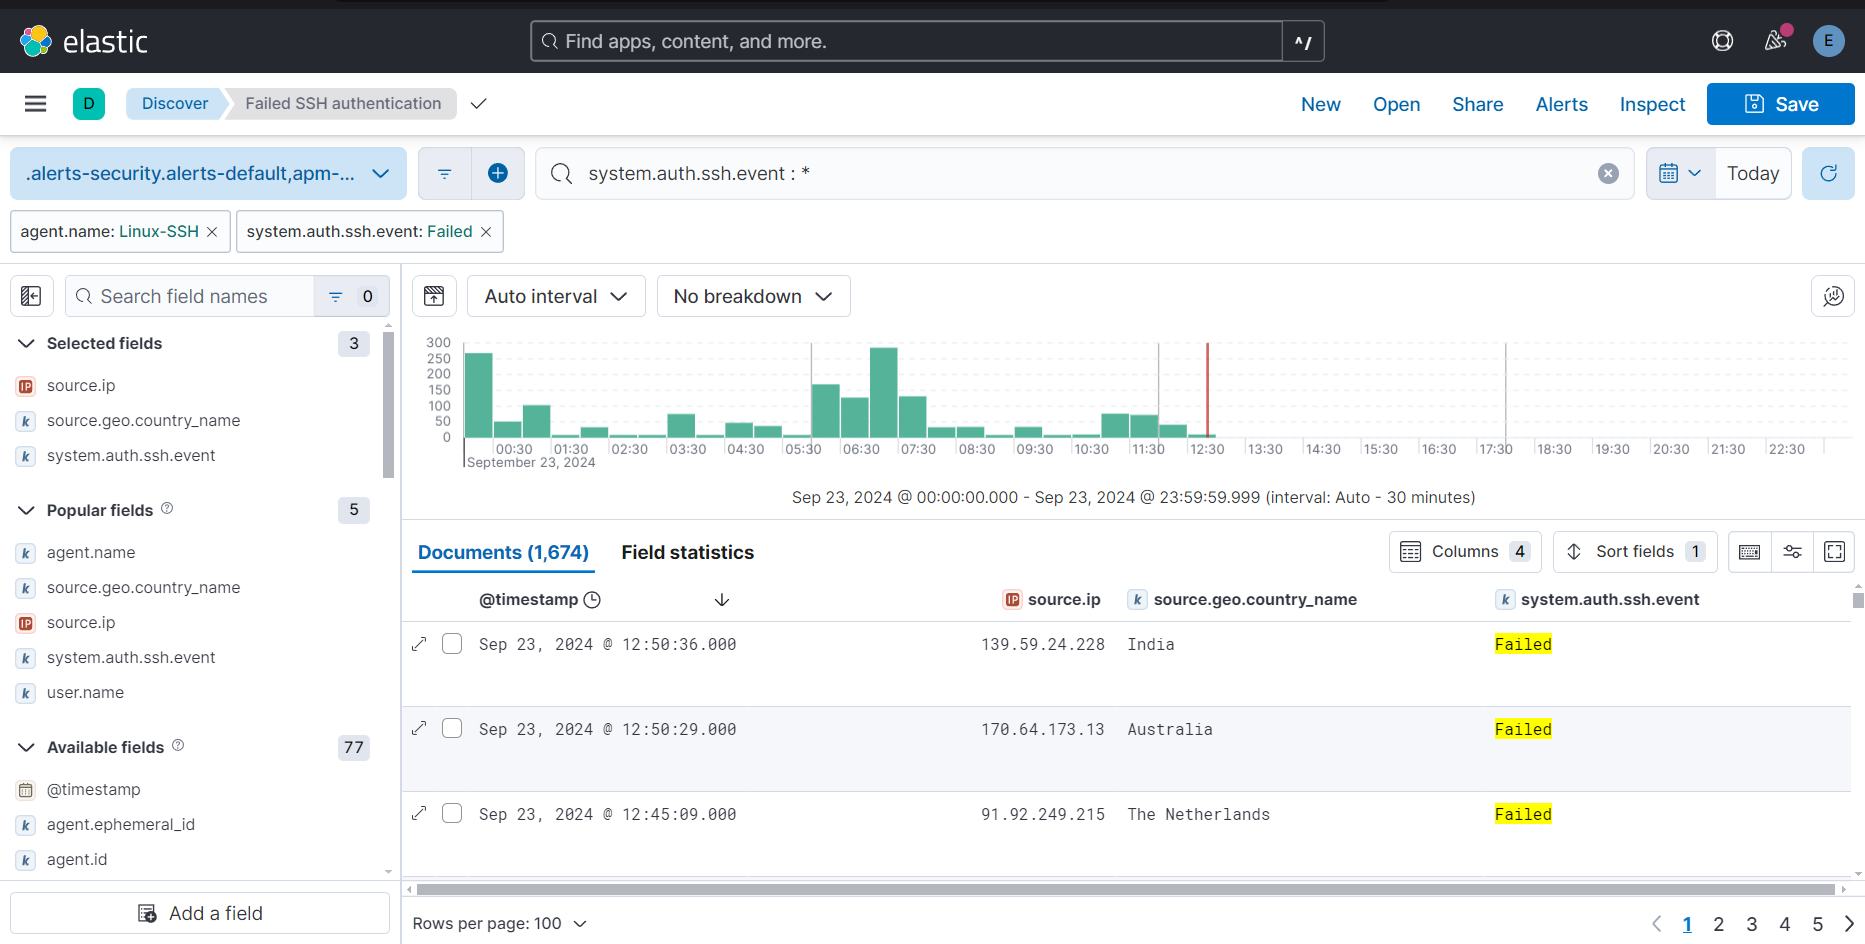 elastic
Find apps, content, and more.
^/
E
D
Discover
Failed SSH authentication
New
Open
Share
Alerts
Inspect
Save
.alerts-security.alerts-default,apm-...
system.auth.ssh.event : *
Today
agent.name: Linux-SSH
system.auth.ssh.event: Failed
Search field names
0
Selected fields
3
IP source.ip
k source.geo.country_name
k system.auth.ssh.event
Popular fields
5
k agent.name
k source.geo.country_name
IP source.ip
k system.auth.ssh.event
k user.name
Available fields
77
@timestamp
k agent.ephemeral_id
k agent.id
Add a field
Auto interval
No breakdown
300
250
200
150
100
50
0
00:30 01:30 02:30 03:30 04:30 05:30 06:30 07:30 08:30 09:30 10:30 11:30 12:30 13:30 14:30 15:30 16:30 17:30 18:30 19:30 20:30 21:30 22:30
September 23, 2024
Sep 23, 2024 @ 00:00:00.000 - Sep 23, 2024 @ 23:59:59.999 (interval: Auto - 30 minutes)
Documents (1,674)
Field statistics
Columns 4
Sort fields 1
@timestamp
IP source.ip
k source.geo.country_name
k system.auth.ssh.event
Sep 23, 2024 @ 12:50:36.000 139.59.24.228 India Failed
Sep 23, 2024 @ 12:50:29.000 170.64.173.13 Australia Failed
Sep 23, 2024 @ 12:45:09.000 91.92.249.215 The Netherlands Failed
Rows per page: 100
1 2 3 4 5